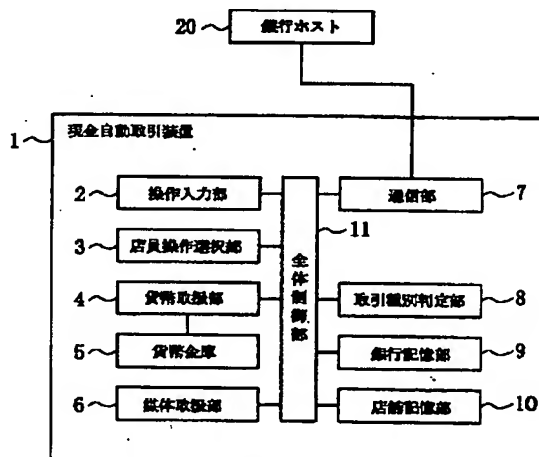 20
銀行ホスト
1
現金自動取引装置
2
操作入力部
通信部
7
11
3
店員操作選択部
全体制御部
4
貨幣取扱部
取引種別判定部
8
5
貨幣金庫
銀行記憶部
9
6
媒体取扱部
店舗記憶部
10